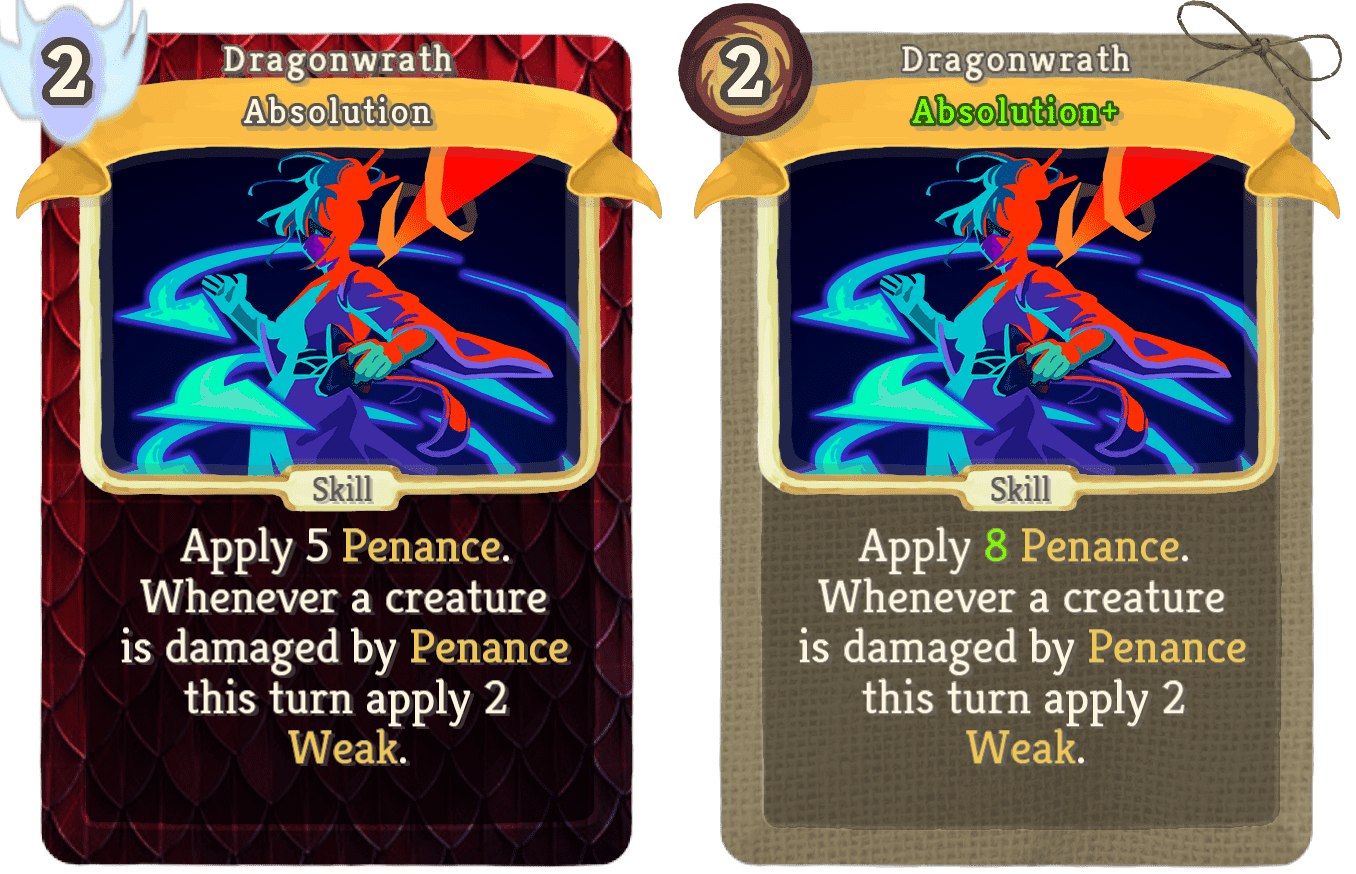 2
Dragonwrath
Absolution
Skill
Apply 5 Penance.
Whenever a creature
is damaged by Penance
this turn apply 2
Weak.
2
Dragonwrath
Absolution+
Skill
Apply 8 Penance.
Whenever a creature
is damaged by Penance
this turn apply 2
Weak.